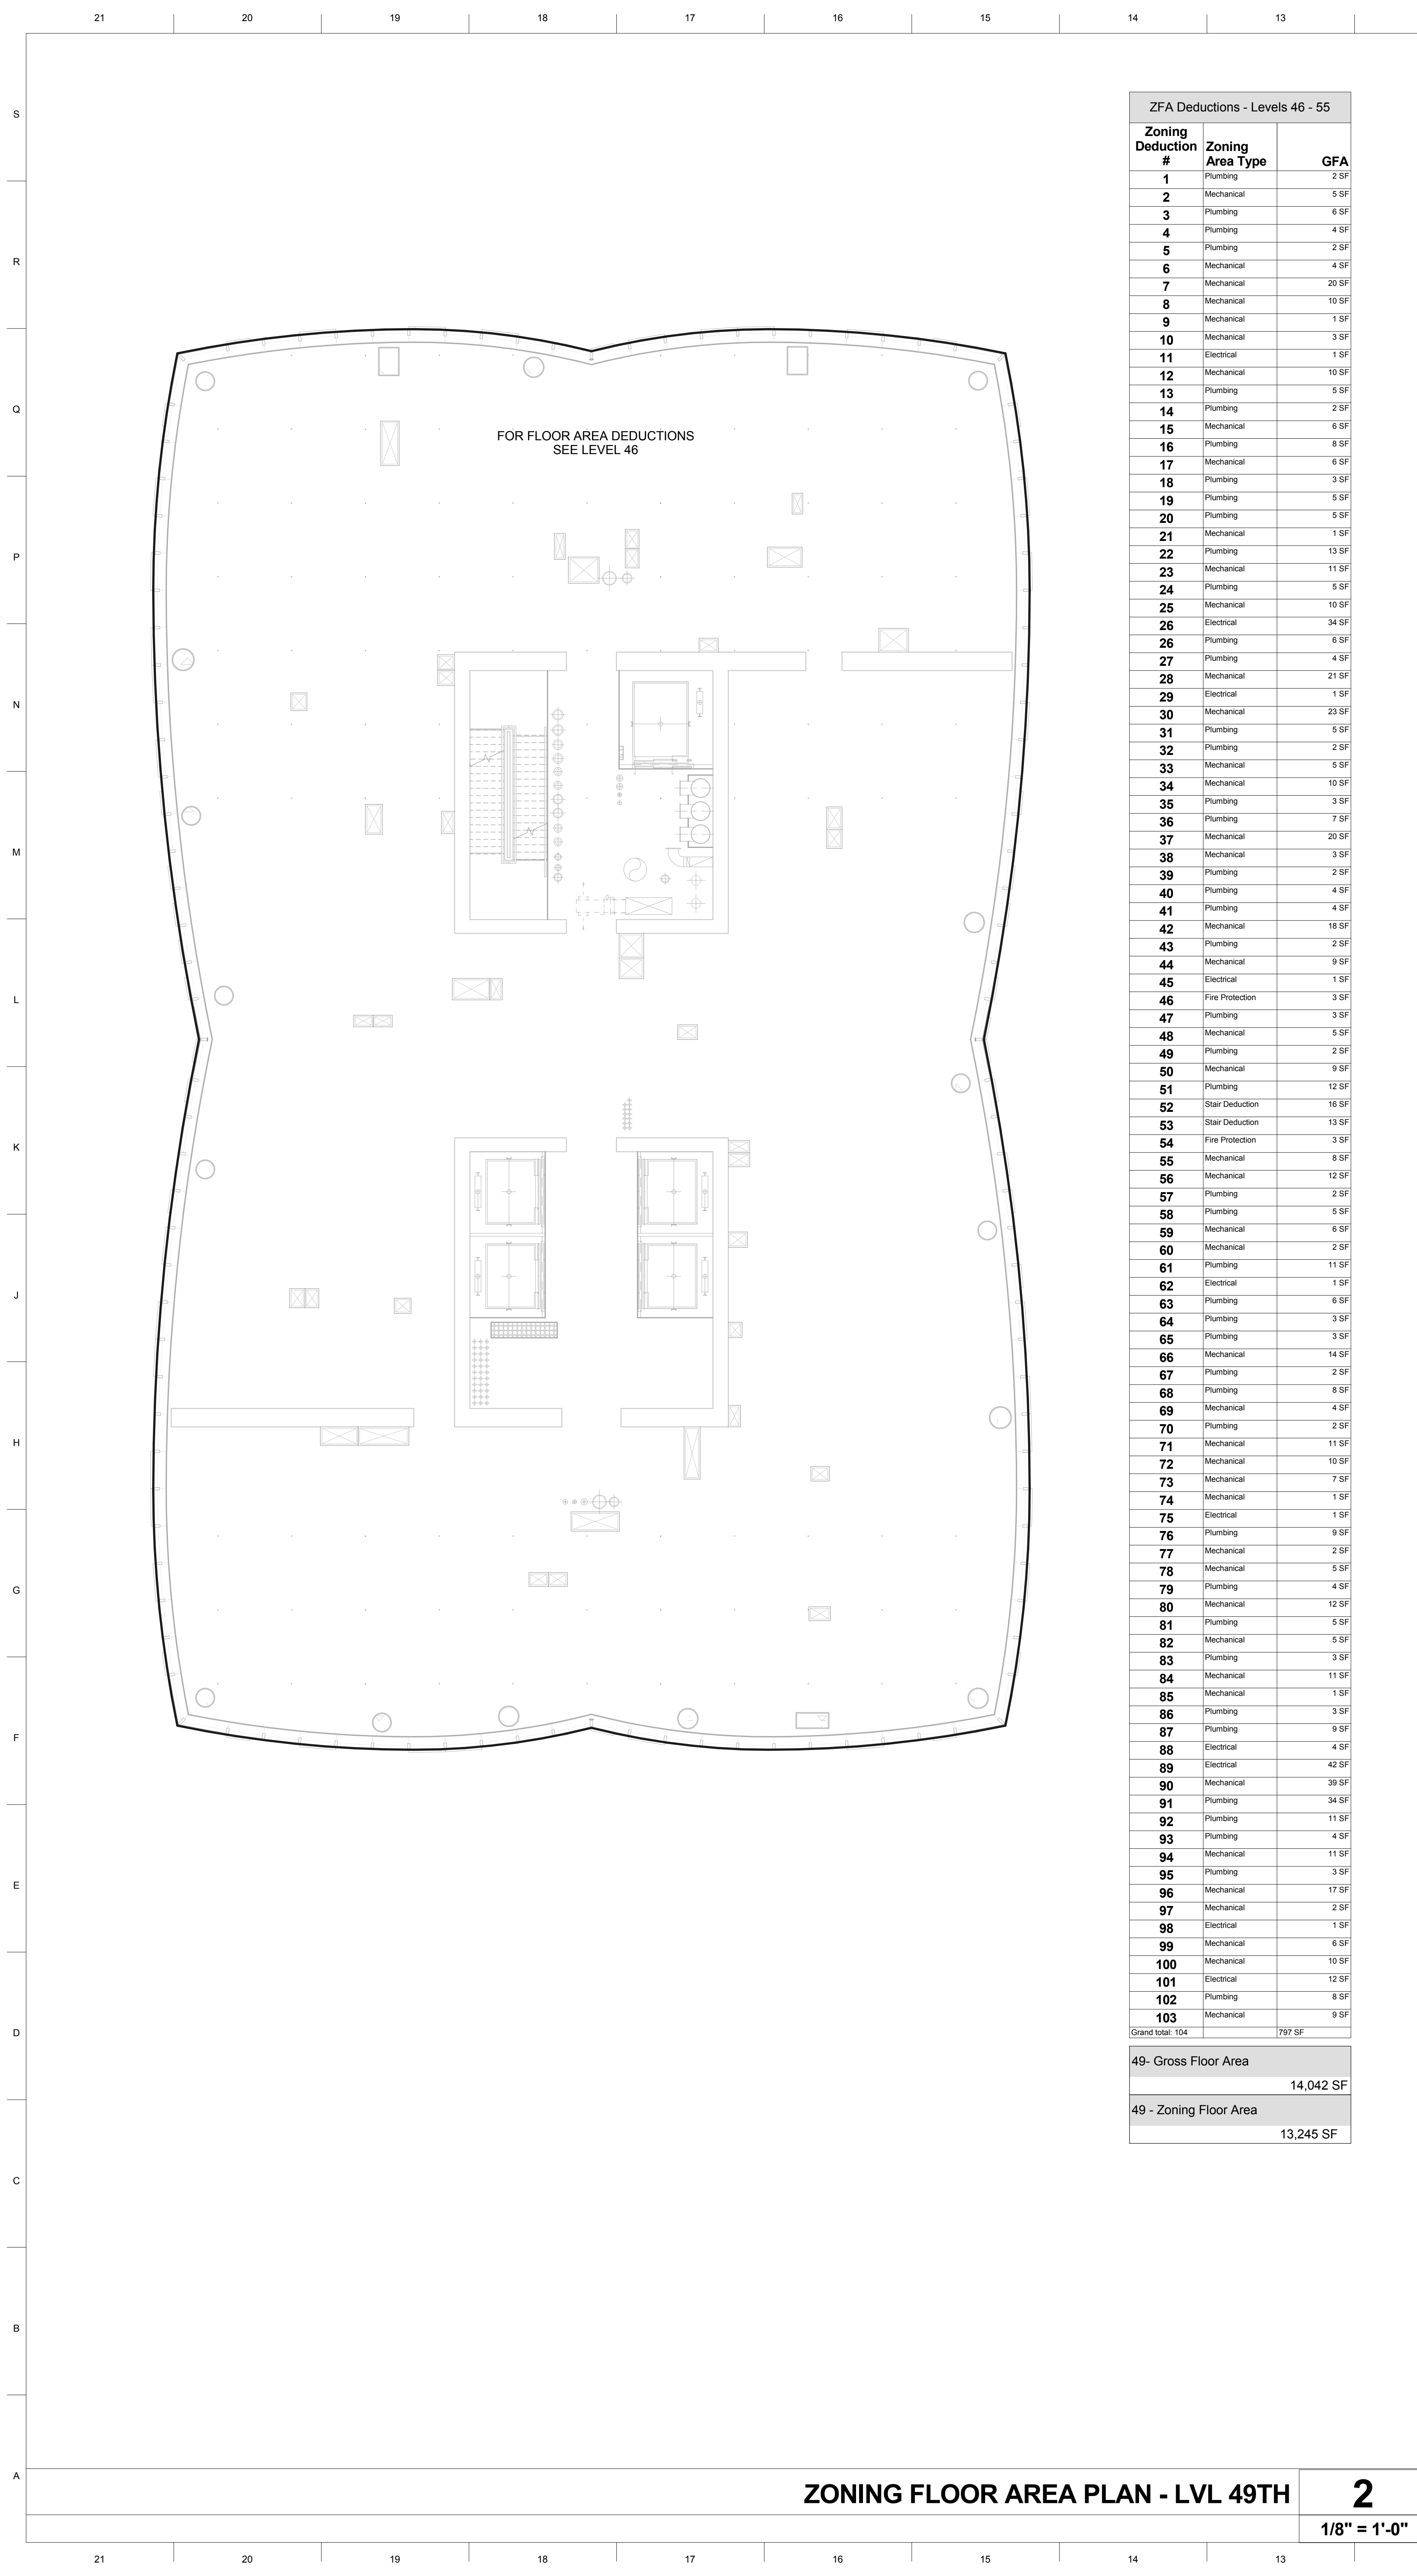 21 20 19 18 17 16 15 14 13
S
R
Q
P
N
M
L
K
J
H
G
F
E
D
C
B
A
FOR FLOOR AREA DEDUCTIONS
SEE LEVEL 46
ZFA Deductions - Levels 46 - 55
Zoning
Deduction Zoning
# Area Type GFA
1 Plumbing 2 SF
2 Mechanical 5 SF
3 Plumbing 6 SF
4 Plumbing 4 SF
5 Plumbing 2 SF
6 Mechanical 4 SF
7 Mechanical 20 SF
8 Mechanical 10 SF
9 Mechanical 1 SF
10 Mechanical 3 SF
11 Electrical 1 SF
12 Mechanical 10 SF
13 Plumbing 5 SF
14 Plumbing 2 SF
15 Mechanical 6 SF
16 Plumbing 8 SF
17 Mechanical 6 SF
18 Plumbing 3 SF
19 Plumbing 5 SF
20 Plumbing 5 SF
21 Mechanical 1 SF
22 Plumbing 13 SF
23 Mechanical 11 SF
24 Plumbing 5 SF
25 Mechanical 10 SF
26 Electrical 34 SF
26 Plumbing 6 SF
27 Plumbing 4 SF
28 Mechanical 21 SF
29 Electrical 1 SF
30 Mechanical 23 SF
31 Plumbing 5 SF
32 Plumbing 2 SF
33 Mechanical 5 SF
34 Mechanical 10 SF
35 Plumbing 3 SF
36 Plumbing 7 SF
37 Mechanical 20 SF
38 Mechanical 3 SF
39 Plumbing 2 SF
40 Plumbing 4 SF
41 Plumbing 4 SF
42 Mechanical 18 SF
43 Plumbing 2 SF
44 Mechanical 9 SF
45 Electrical 1 SF
46 Fire Protection 3 SF
47 Plumbing 3 SF
48 Mechanical 5 SF
49 Plumbing 2 SF
50 Mechanical 9 SF
51 Plumbing 12 SF
52 Stair Deduction 16 SF
53 Stair Deduction 13 SF
54 Fire Protection 3 SF
55 Mechanical 8 SF
56 Mechanical 12 SF
57 Plumbing 2 SF
58 Plumbing 5 SF
59 Mechanical 6 SF
60 Mechanical 2 SF
61 Plumbing 11 SF
62 Electrical 1 SF
63 Plumbing 6 SF
64 Plumbing 3 SF
65 Plumbing 3 SF
66 Mechanical 14 SF
67 Plumbing 2 SF
68 Plumbing 8 SF
69 Mechanical 4 SF
70 Plumbing 2 SF
71 Mechanical 11 SF
72 Mechanical 10 SF
73 Mechanical 7 SF
74 Mechanical 1 SF
75 Electrical 1 SF
76 Plumbing 9 SF
77 Mechanical 2 SF
78 Mechanical 5 SF
79 Plumbing 4 SF
80 Mechanical 12 SF
81 Plumbing 5 SF
82 Mechanical 5 SF
83 Plumbing 3 SF
84 Mechanical 11 SF
85 Mechanical 1 SF
86 Plumbing 3 SF
87 Plumbing 9 SF
88 Electrical 4 SF
89 Electrical 42 SF
90 Mechanical 39 SF
91 Plumbing 34 SF
92 Plumbing 11 SF
93 Plumbing 4 SF
94 Mechanical 11 SF
95 Plumbing 3 SF
96 Mechanical 17 SF
97 Mechanical 2 SF
98 Electrical 1 SF
99 Mechanical 6 SF
100 Mechanical 10 SF
101 Electrical 12 SF
102 Plumbing 8 SF
103 Mechanical 9 SF
Grand total: 104 797 SF
49- Gross Floor Area
14,042 SF
49 - Zoning Floor Area
13,245 SF
ZONING FLOOR AREA PLAN - LVL 49TH 2
1/8" = 1'-0"
21 20 19 18 17 16 15 14 13